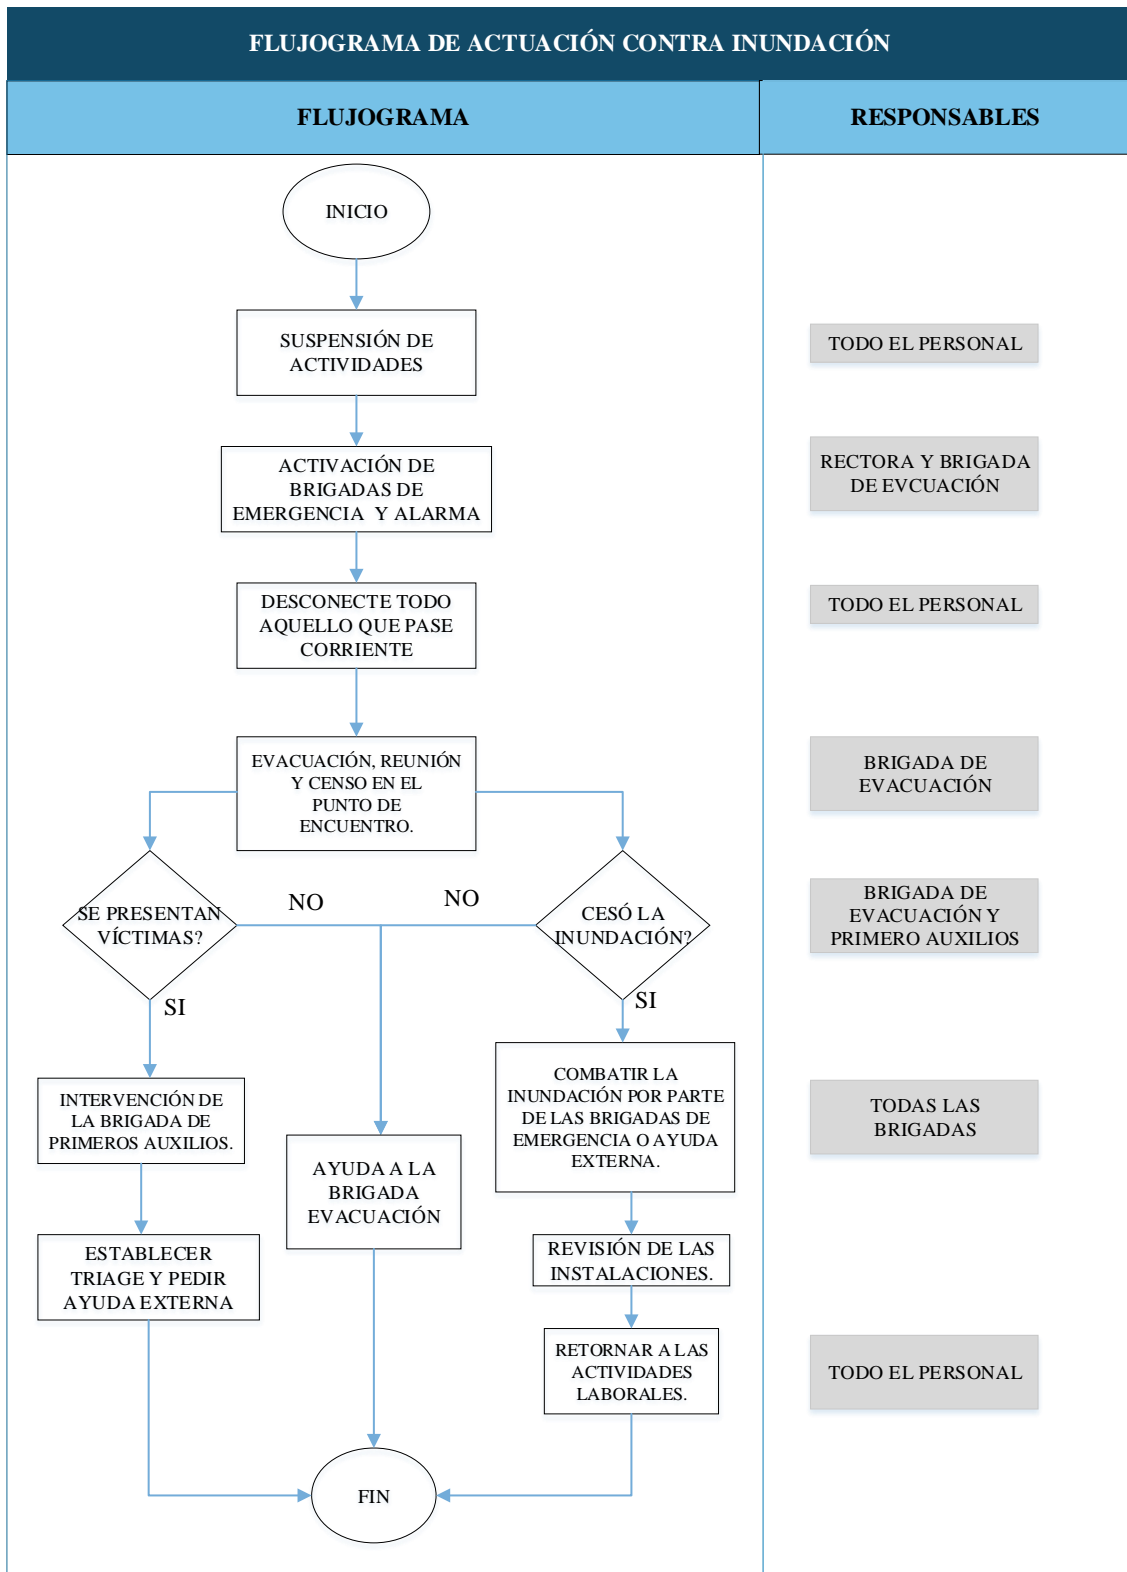 FLUJOGRAMA DE ACTUACIÓN CONTRA INUNDACIÓN
FLUJOGRAMA
RESPONSABLES
INICIO
SUSPENSIÓN DE
ACTIVIDADES
TODO EL PERSONAL
ACTIVACIÓN DE
BRIGADAS DE
EMERGENCIA Y ALARMA
RECTORA Y BRIGADA
DE EVCUACIÓN
DESCONECTE TODO
AQUELLO QUE PASE
CORRIENTE
TODO EL PERSONAL
EVACUACIÓN, REUNIÓN
Y CENSO EN EL
PUNTO DE
ENCUENTRO.
BRIGADA DE
EVACUACIÓN
SE PRESENTAN
VÍCTIMAS?
NO
NO
CESÓ LA
INUNDACIÓN?
BRIGADA DE
EVACUACIÓN Y
PRIMERO AUXILIOS
SI
SI
INTERVENCIÓN DE
LA BRIGADA DE
PRIMEROS AUXILIOS.
AYUDA A LA
BRIGADA
EVACUACIÓN
COMBATIR LA
INUNDACIÓN POR PARTE
DE LAS BRIGADAS DE
EMERGENCIA O AYUDA
EXTERNA.
TODAS LAS
BRIGADAS
ESTABLECER
TRIAGE Y PEDIR
AYUDA EXTERNA
REVISIÓN DE LAS
INSTALACIONES.
RETORNAR A LAS
ACTIVIDADES
LABORALES.
TODO EL PERSONAL
FIN